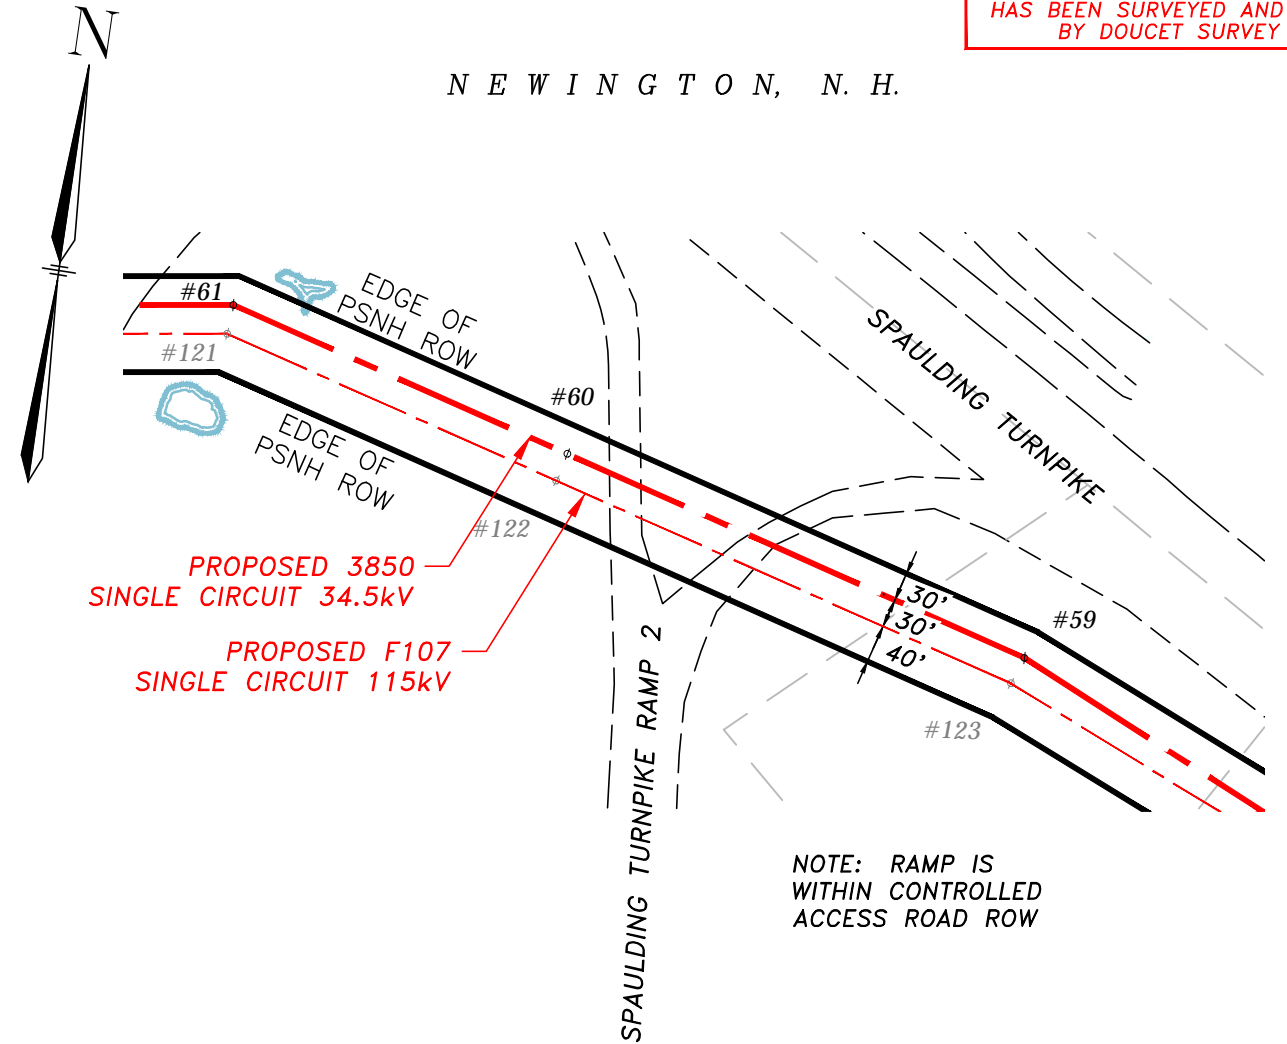 N
HAS BEEN SURVEYED AND
BY DOUCET SURVEY
NEWINGTON, N. H.
#61
EDGE OF
PSNH ROW
#121
#60
EDGE OF
PSNH ROW
#122
SPAULDING TURNPIKE
PROPOSED 3850
SINGLE CIRCUIT 34.5kV
PROPOSED F107
SINGLE CIRCUIT 115kV
30'
30'
40'
#59
#123
SPAULDING TURNPIKE RAMP 2
NOTE: RAMP IS
WITHIN CONTROLLED
ACCESS ROAD ROW